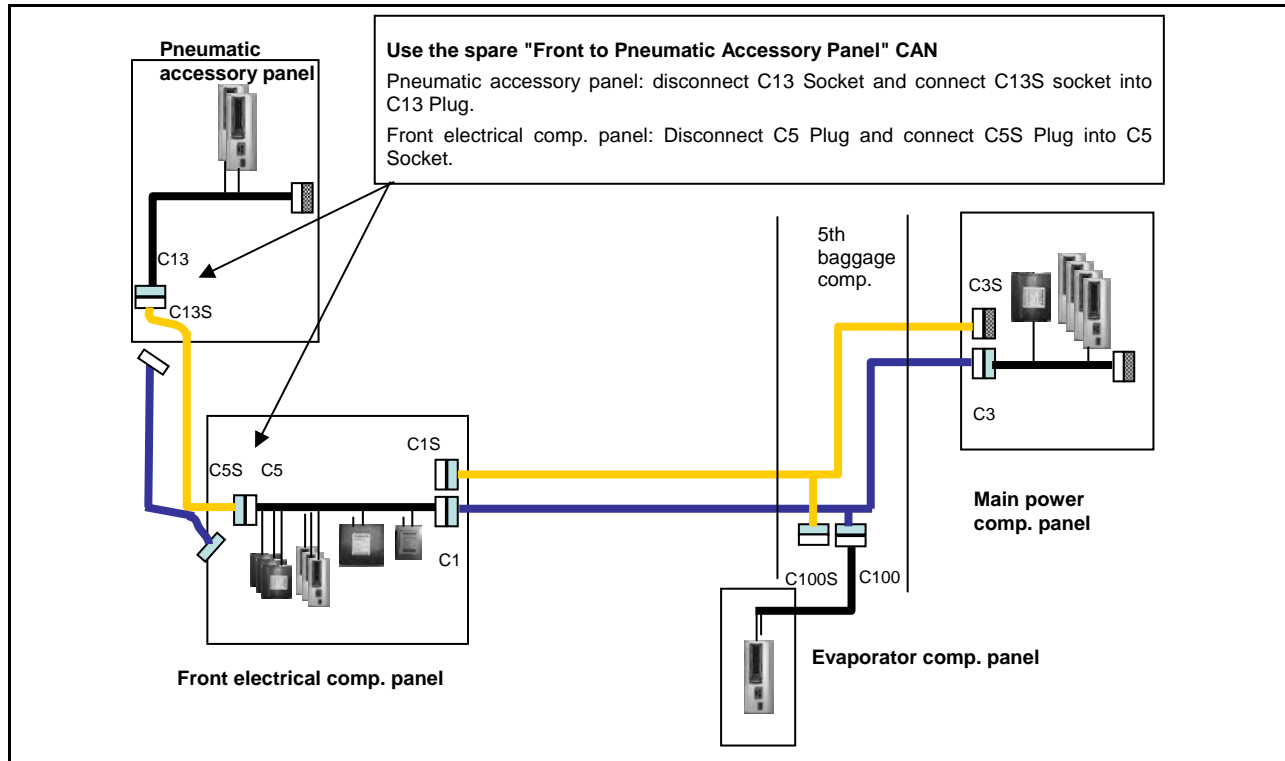 Pneumatic
accessory panel
Use the spare "Front to Pneumatic Accessory Panel" CAN
Pneumatic accessory panel: disconnect C13 Socket and connect C13S socket into
C13 Plug.
Front electrical comp. panel: Disconnect C5 Plug and connect C5S Plug into C5
Socket.
5th
baggage
comp.
C13
C13S
C3S
C3
C1S
C5S C5
C1
Main power
comp. panel
C100S C100
Evaporator comp. panel
Front electrical comp. panel